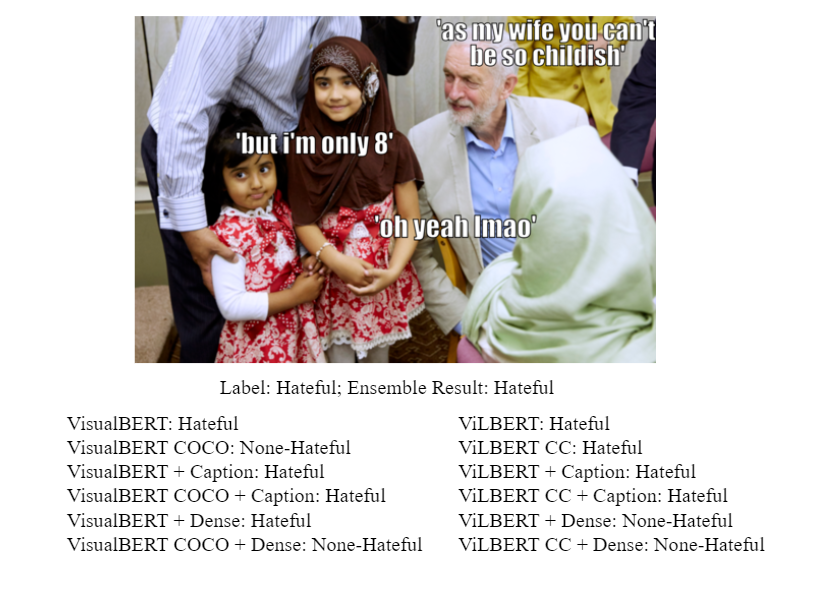 'as my wife you can't
be so childish'
'but i'm only 8'
'oh yeah lmao'
Label: Hateful; Ensemble Result: Hateful
VisualBERT: Hateful
VisualBERT COCO: None-Hateful
VisualBERT + Caption: Hateful
VisualBERT COCO + Caption: Hateful
VisualBERT + Dense: Hateful
VisualBERT COCO + Dense: None-Hateful
ViLBERT: Hateful
ViLBERT CC: Hateful
ViLBERT + Caption: Hateful
ViLBERT CC + Caption: Hateful
ViLBERT + Dense: None-Hateful
ViLBERT CC + Dense: None-Hateful